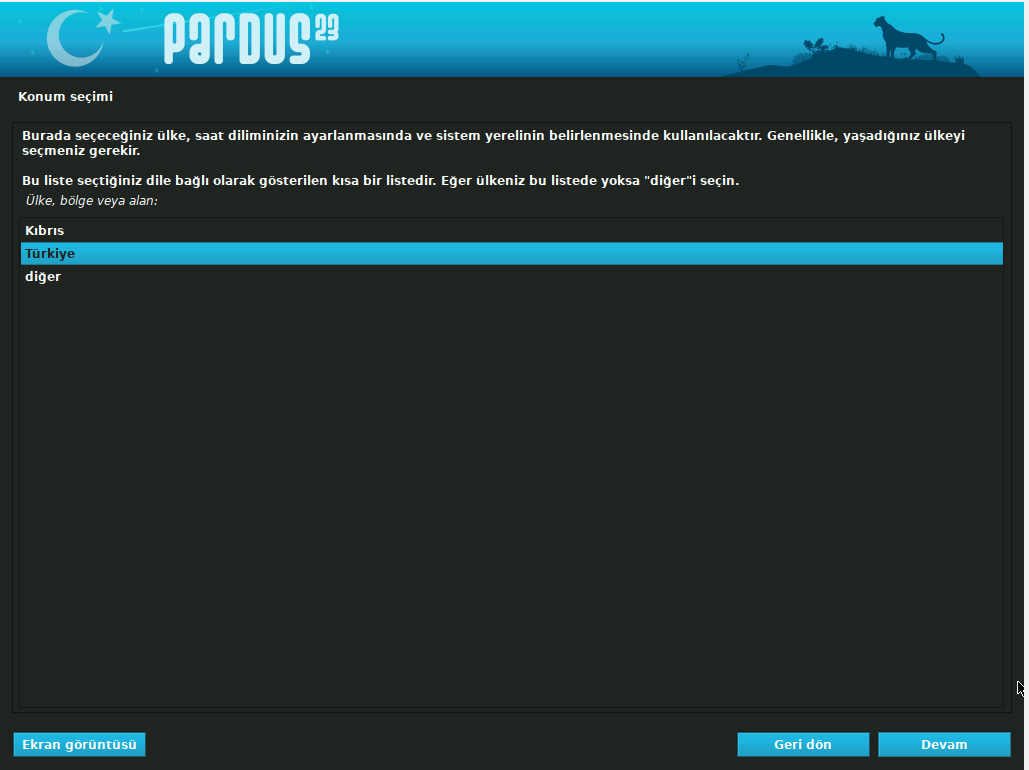 PARDUS 23
Konum seçimi
Burada seçeceğiniz ülke, saat diliminizin ayarlanmasında ve sistem yerelinin belirlenmesinde kullanılacaktır. Genellikle, yaşadığınız ülkeyi
seçmeniz gerekir.
Bu liste seçtiğiniz dile bağlı olarak gösterilen kısa bir listedir. Eğer ülkeniz bu listede yoksa "diğer"i seçin.
Ülke, bölge veya alan:
Kıbrıs
Türkiye
diğer
Ekran görüntüsü
Geri dön
Devam